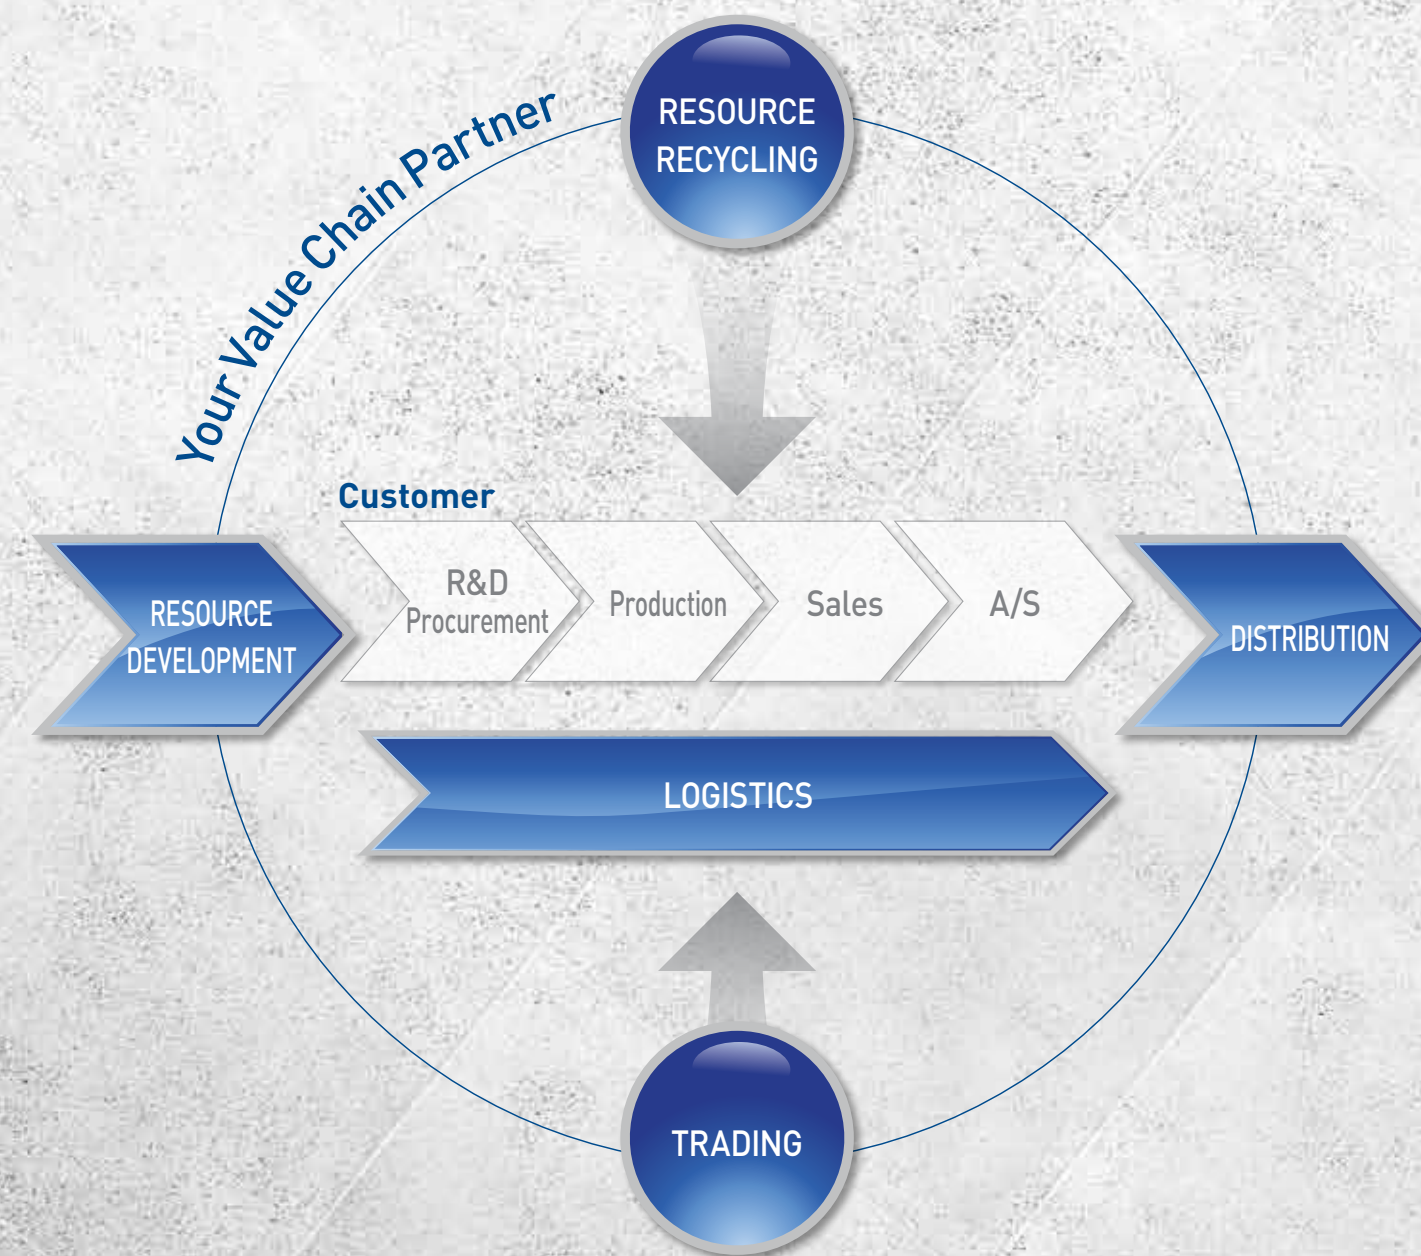 RESOURCE
RECYCLING
Your Value Chain Partner
Customer
R&D
Procurement
Production
Sales
A/S
RESOURCE
DEVELOPMENT
DISTRIBUTION
LOGISTICS
TRADING